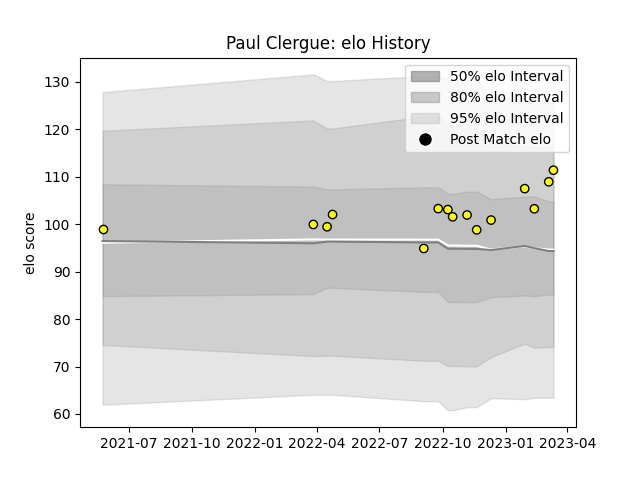 Paul Clergue: elo History
50% elo Interval
80% elo Interval
95% elo Interval
Post Match elo
elo score
130
120
110
100
90
80
70
60
2021-07 2021-10 2022-01 2022-04 2022-07 2022-10 2023-01 2023-04